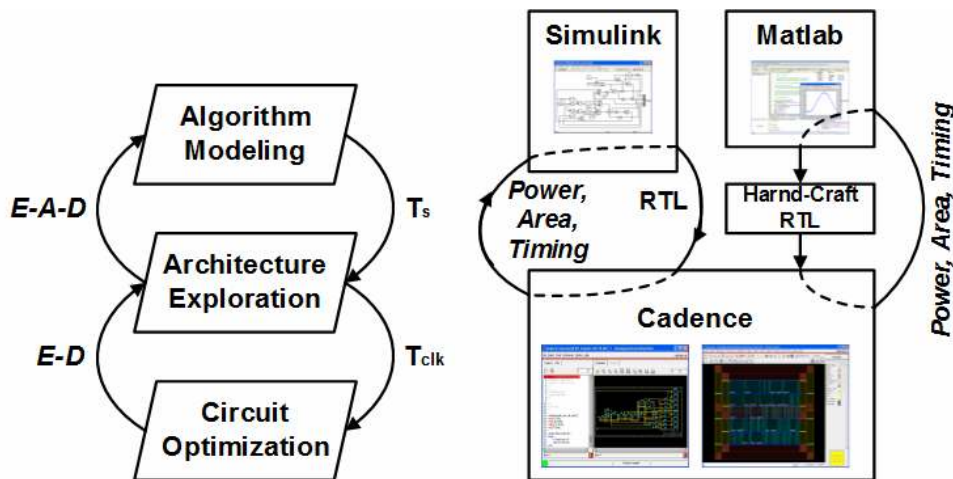 Algorithm
Modeling
E-A-D
Ts
Architecture
Exploration
E-D
Tclk
Circuit
Optimization
Simulink
Matlab
Power,
Area,
Timing
RTL
Harnd-Craft
RTL
Power, Area, Timing
Cadence